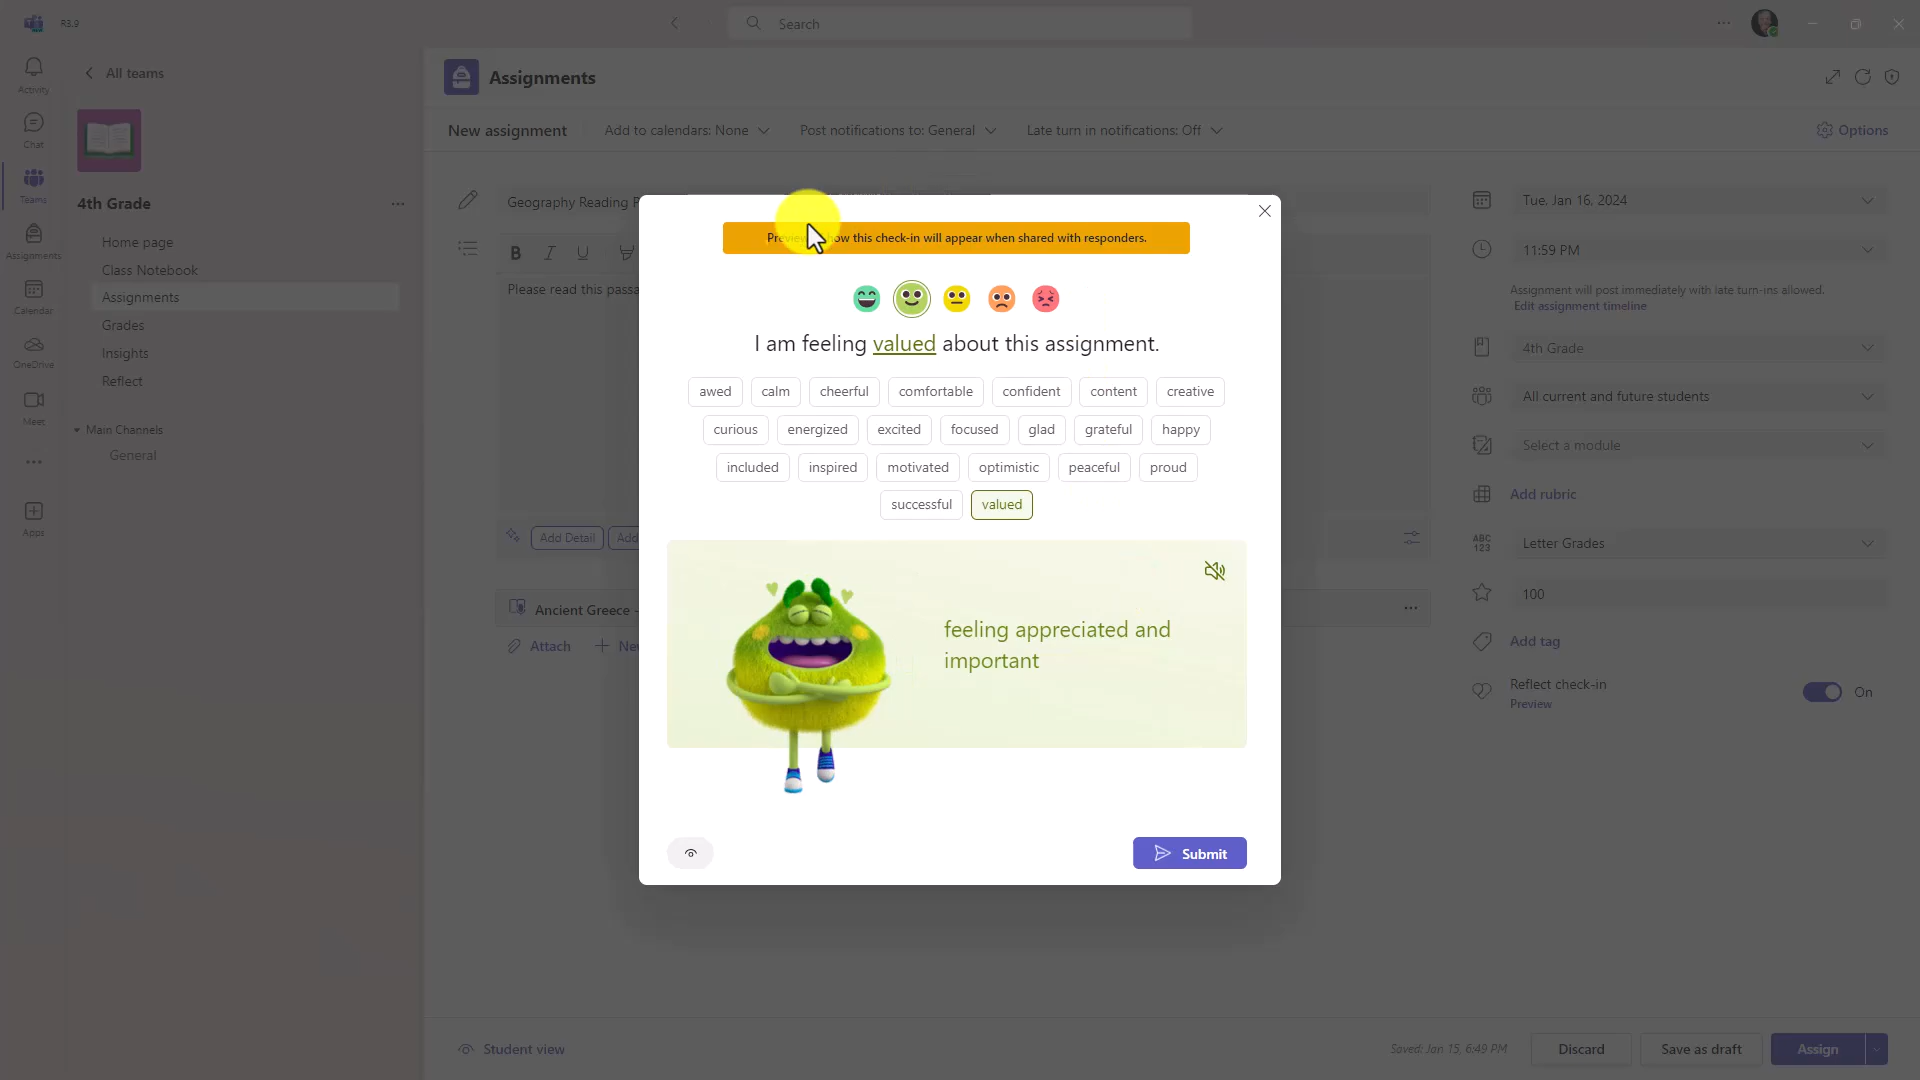 R3.9
Search
Activity
Chat
Teams
Assignments
Calendar
OneDrive
Meet
Apps
All teams
4th Grade
Home page
Class Notebook
Assignments
Grades
Insights
Reflect
Main Channels
General
Assignments
New assignment
Add to calendars: None
Post notifications to: General
Late turn in notifications: Off
Options
Geography Reading
B I U
Please read this passa
Add Detail
Add
Ancient Greece -
Attach
Ne
how this check-in will appear when shared with responders.
I am feeling valued about this assignment.
awed calm cheerful comfortable confident content creative
curious energized excited focused glad grateful happy
included inspired motivated optimistic peaceful proud
successful valued
feeling appreciated and
important
Submit
Tue, Jan 16, 2024
11:59 PM
Assignment will post immediately with late turn-ins allowed.
Edit assignment timeline
4th Grade
All current and future students
Select a module
Add rubric
ABC
123
Letter Grades
100
Add tag
Reflect check-in
Preview
On
Student view
Saved: Jan 15, 6:49 PM
Discard
Save as draft
Assign